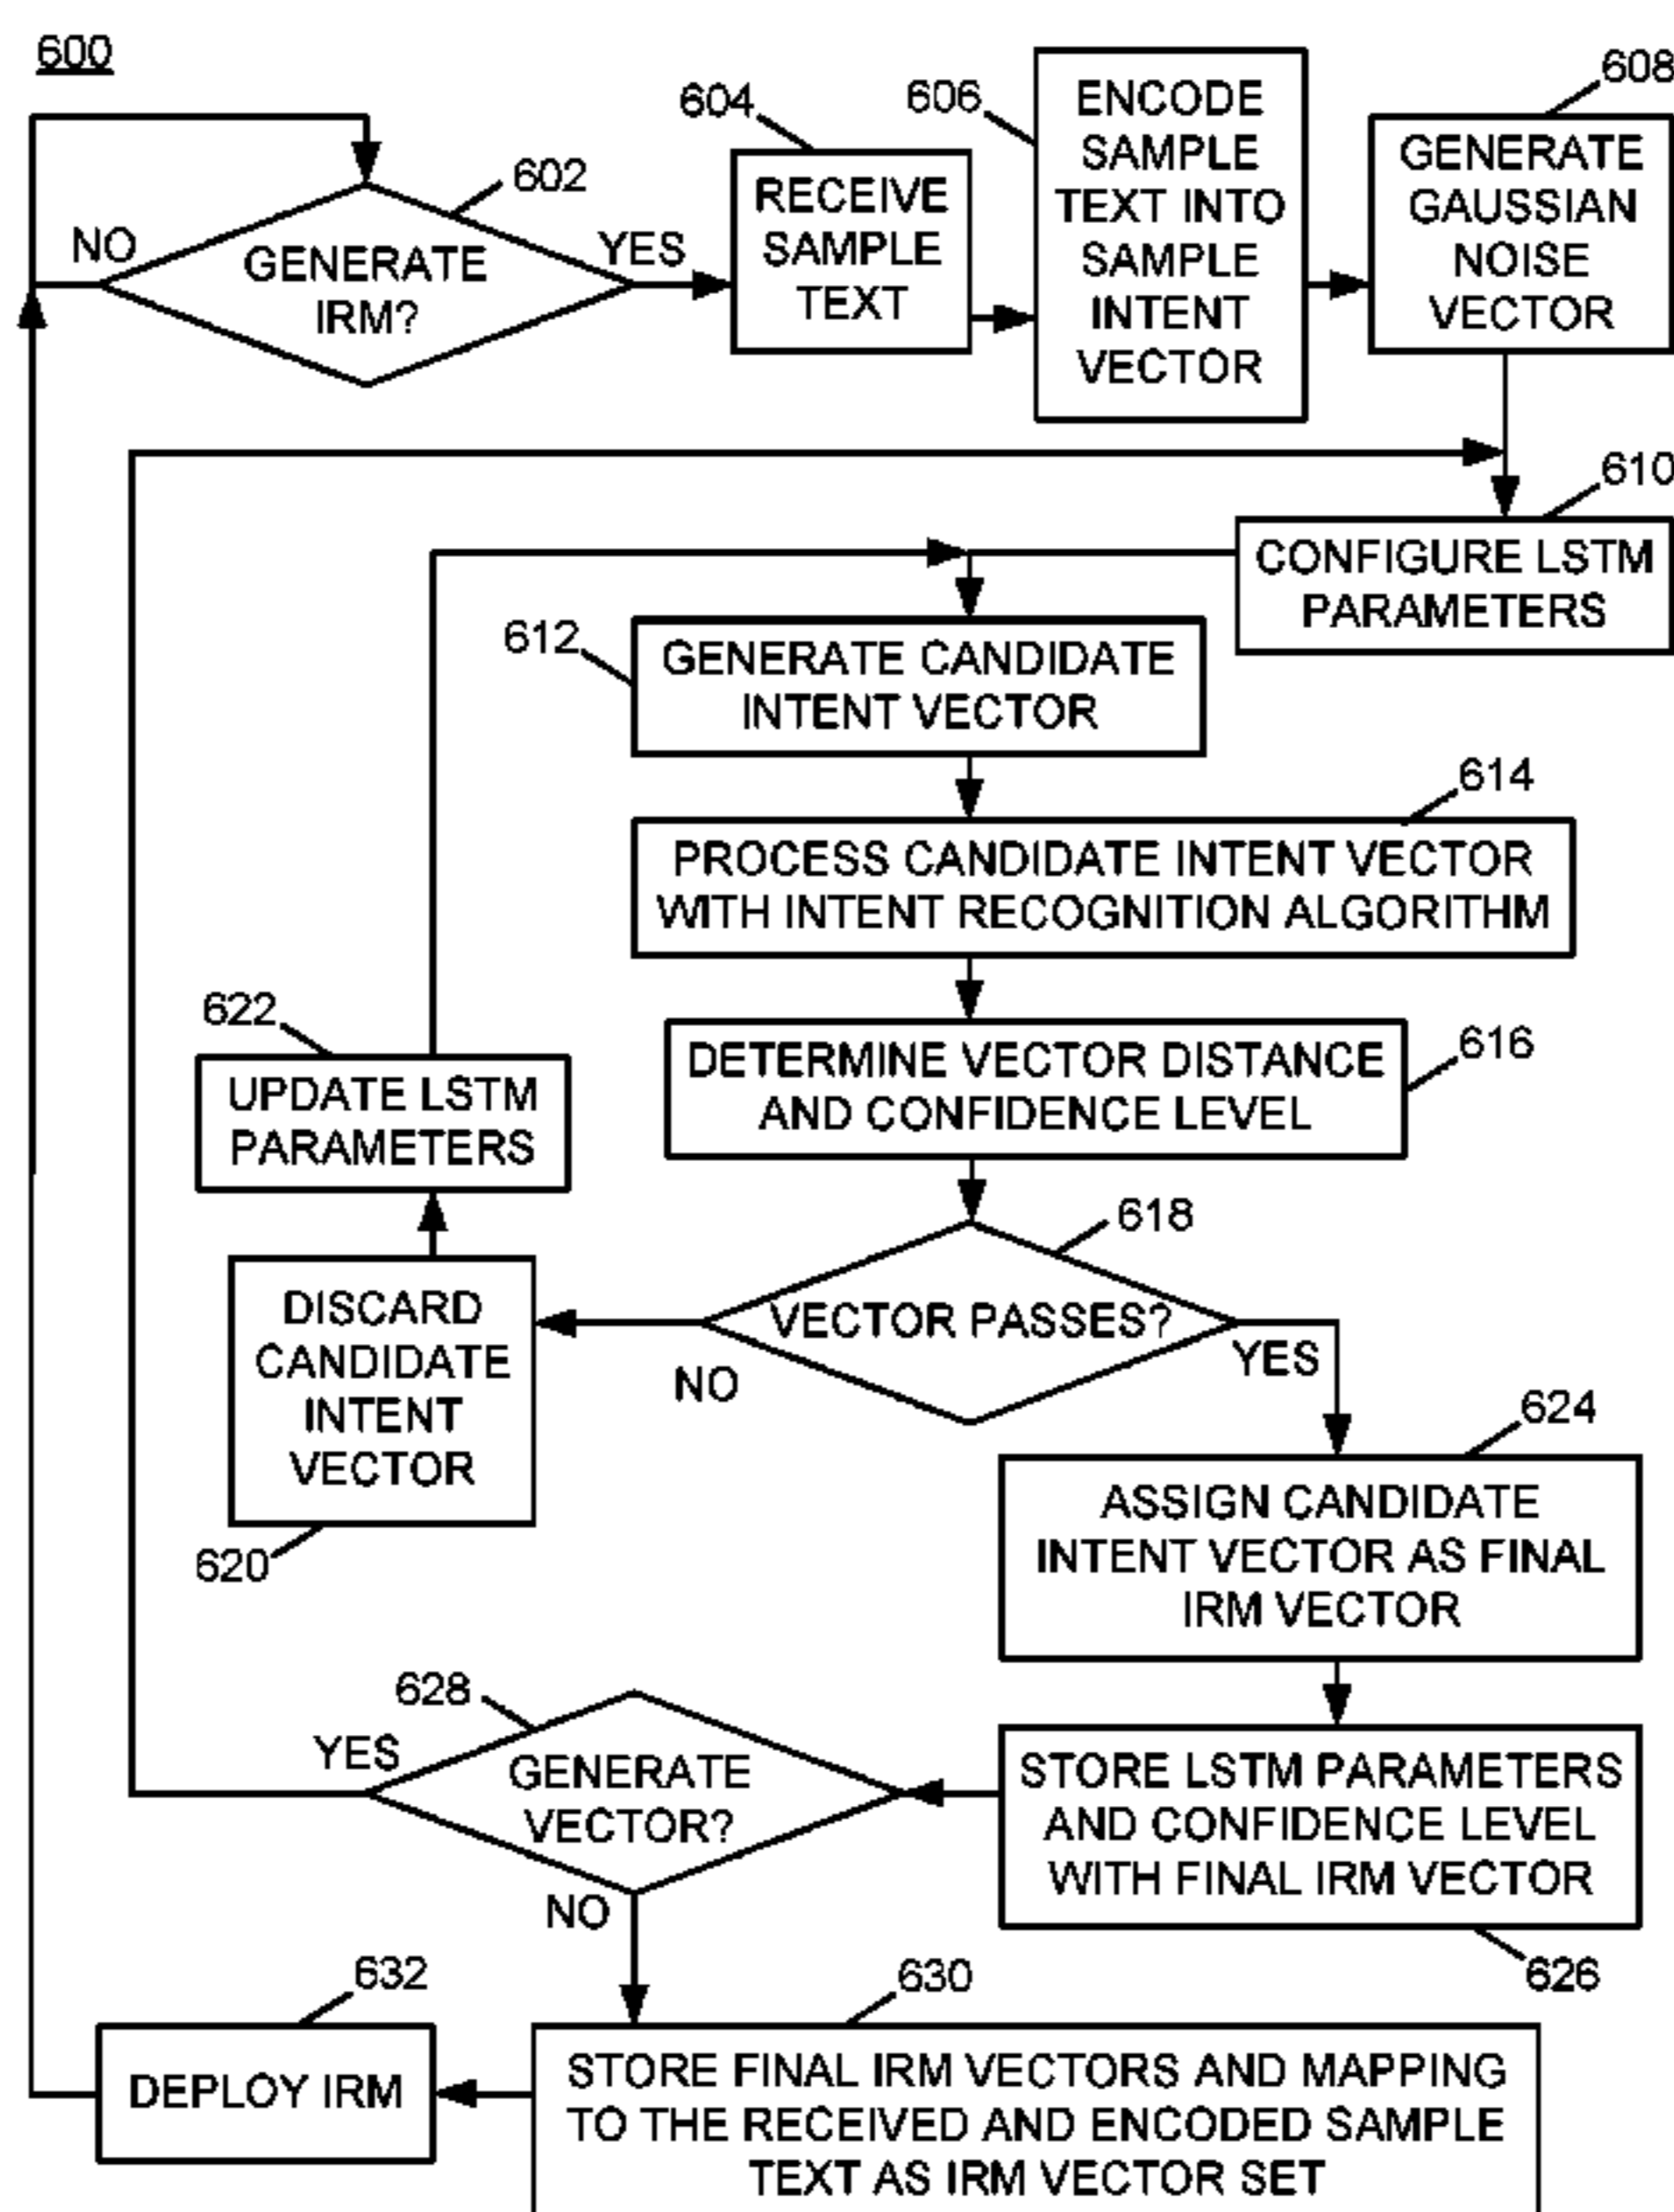 600
602
GENERATE
IRM?
NO
YES
604
RECEIVE
SAMPLE
TEXT
606
ENCODE
SAMPLE
TEXT INTO
SAMPLE
INTENT
VECTOR
608
GENERATE
GAUSSIAN
NOISE
VECTOR
610
CONFIGURE LSTM
PARAMETERS
612
GENERATE CANDIDATE
INTENT VECTOR
614
PROCESS CANDIDATE INTENT VECTOR
WITH INTENT RECOGNITION ALGORITHM
616
DETERMINE VECTOR DISTANCE
AND CONFIDENCE LEVEL
618
VECTOR PASSES?
NO
YES
620
DISCARD
CANDIDATE
INTENT
VECTOR
622
UPDATE LSTM
PARAMETERS
624
ASSIGN CANDIDATE
INTENT VECTOR AS FINAL
IRM VECTOR
626
STORE LSTM PARAMETERS
AND CONFIDENCE LEVEL
WITH FINAL IRM VECTOR
628
GENERATE
VECTOR?
YES
NO
630
STORE FINAL IRM VECTORS AND MAPPING
TO THE RECEIVED AND ENCODED SAMPLE
TEXT AS IRM VECTOR SET
632
DEPLOY IRM